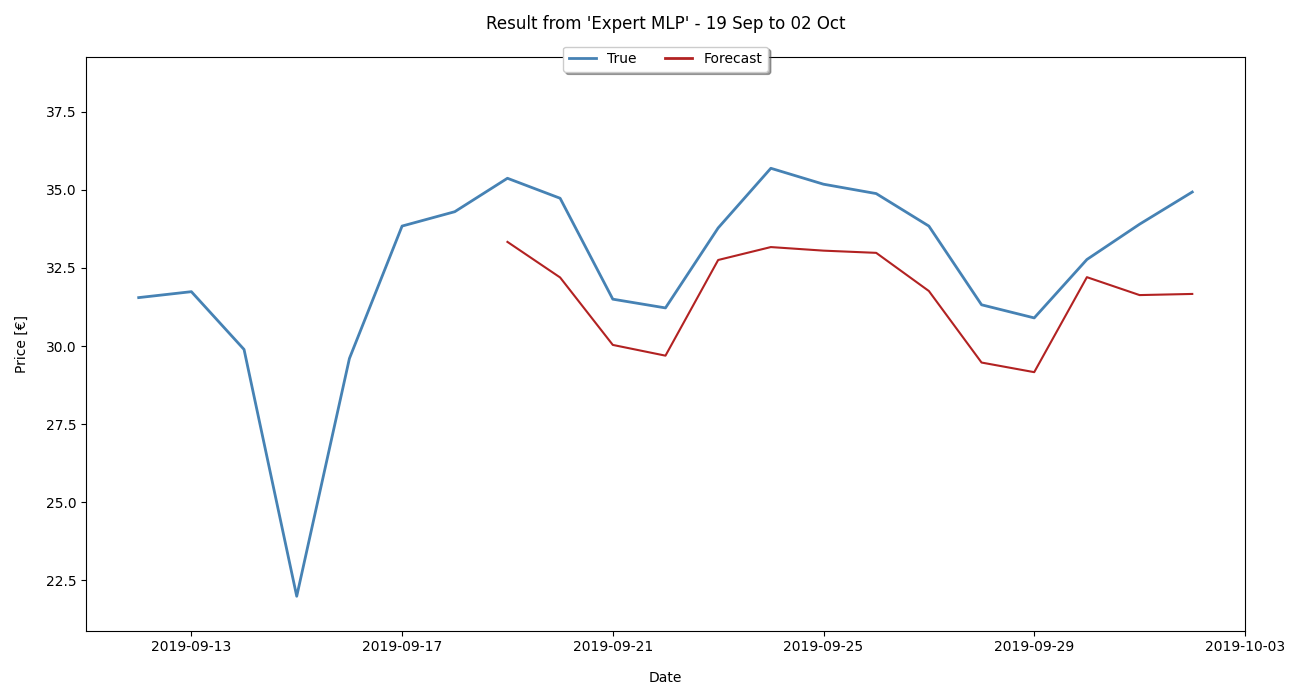 Result from 'Expert MLP' - 19 Sep to 02 Oct
True Forecast
37.5
35.0
32.5
30.0
27.5
25.0
22.5
Price [€]
2019-09-13 2019-09-17 2019-09-21 2019-09-25 2019-09-29 2019-10-03
Date